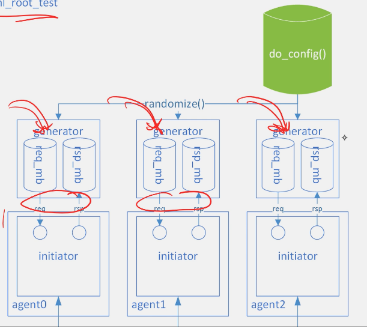 _root_test
do_config()
randomize()
generator generator generator
req_mb rsp_mb req_mb rsp_mb req_mb rsp_mb
req rsp req rsp req rsp
initiator initiator initiator
agent0 agent1 agent2